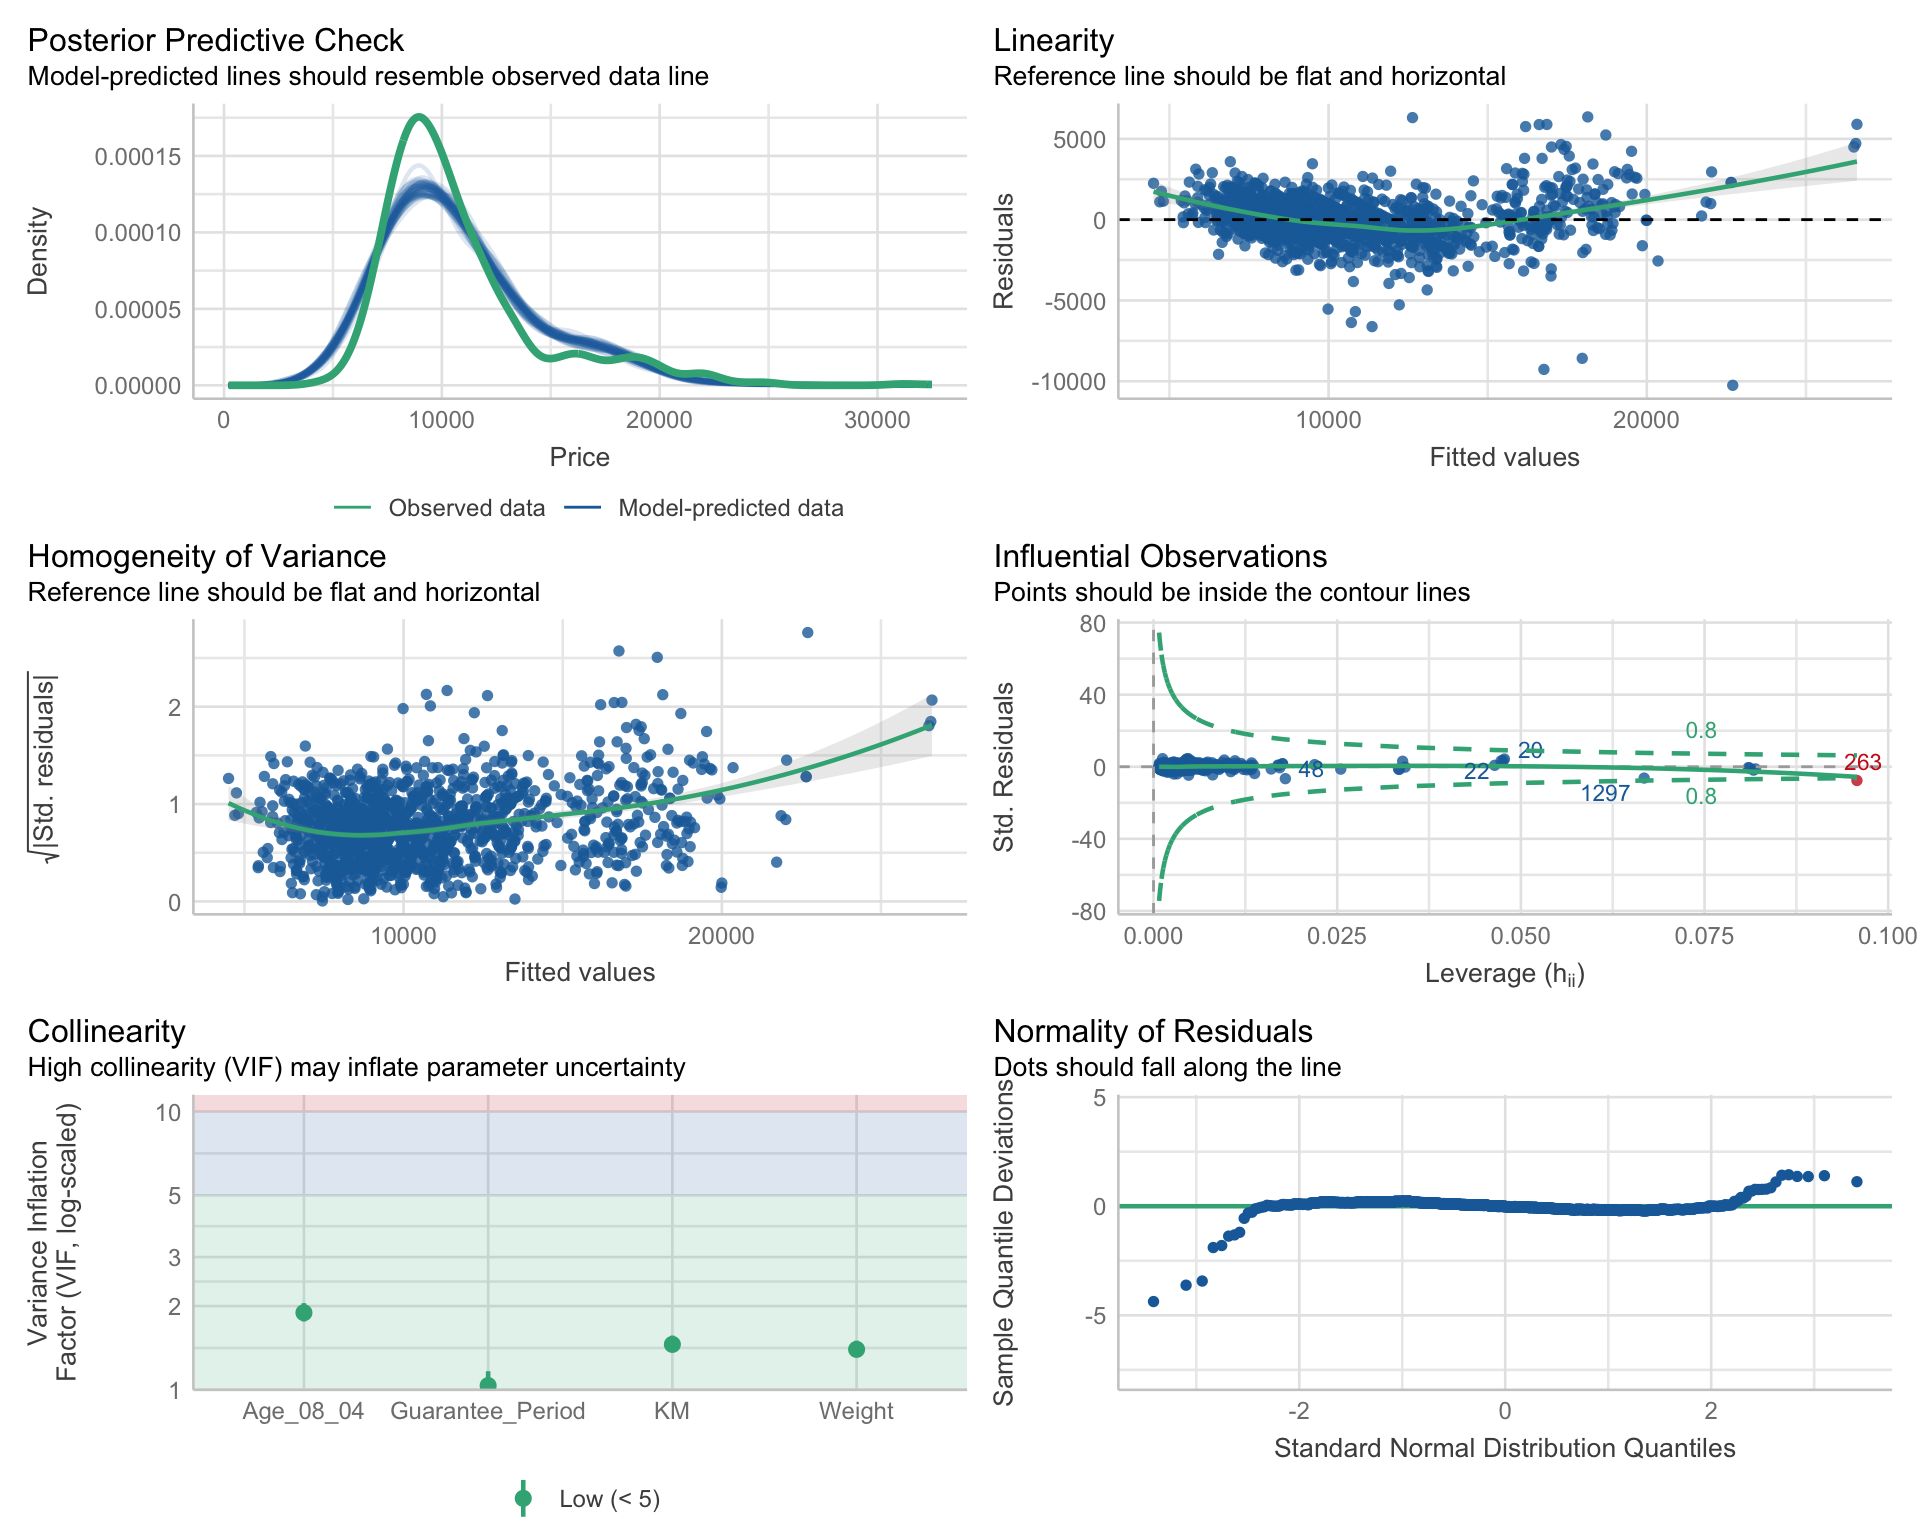 Posterior Predictive Check
Model-predicted lines should resemble observed data line
Density
0.00015
0.00010
0.00005
0.00000
0
10000
20000
30000
Price
Observed data
Model-predicted data
Linearity
Reference line should be flat and horizontal
Residuals
5000
0
-5000
-10000
10000
20000
Fitted values
Homogeneity of Variance
Reference line should be flat and horizontal
√|Std. residuals|
2
1
0
10000
20000
Fitted values
Influential Observations
Points should be inside the contour lines
Std. Residuals
80
40
0
-40
-80
0.8
20
263
48
22
1297
0.8
0.000
0.025
0.050
0.075
0.100
Leverage (hii)
Collinearity
High collinearity (VIF) may inflate parameter uncertainty
Variance Inflation
Factor (VIF, log-scaled)
10
5
3
2
1
Age_08_04
Guarantee_Period
KM
Weight
Low (< 5)
Normality of Residuals
Dots should fall along the line
Sample Quantile Deviations
5
0
-5
-2
0
2
Standard Normal Distribution Quantiles